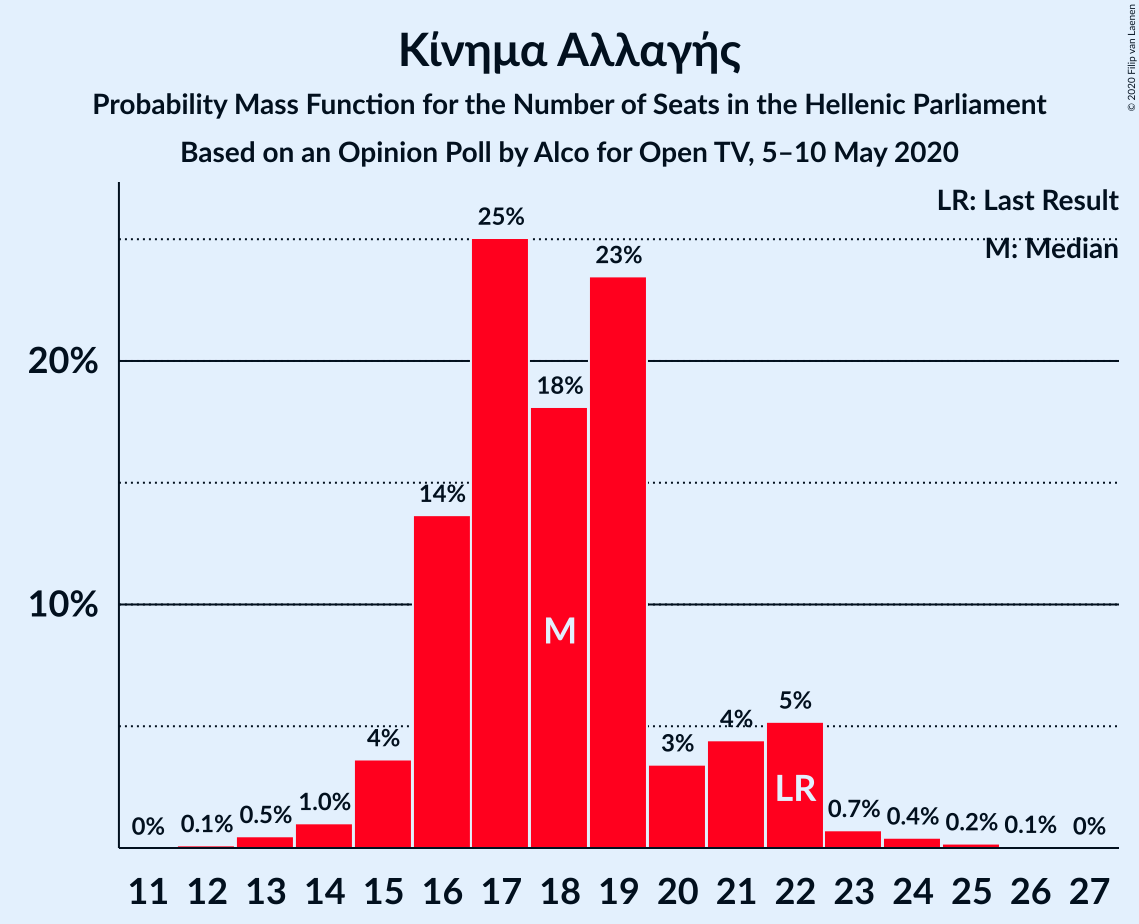 Κίνημα Αλλαγής
Probability Mass Function for the Number of Seats in the Hellenic Parliament
Based on an Opinion Poll by Alco for Open TV, 5–10 May 2020
© 2020 Filip van Laenen
LR: Last Result
M: Median
20%
10%
0%
0.1%
0.5%
1.0%
4%
14%
25%
18%
23%
3%
4%
5%
0.7%
0.4%
0.2%
0.1%
0%
M
LR
11 12 13 14 15 16 17 18 19 20 21 22 23 24 25 26 27